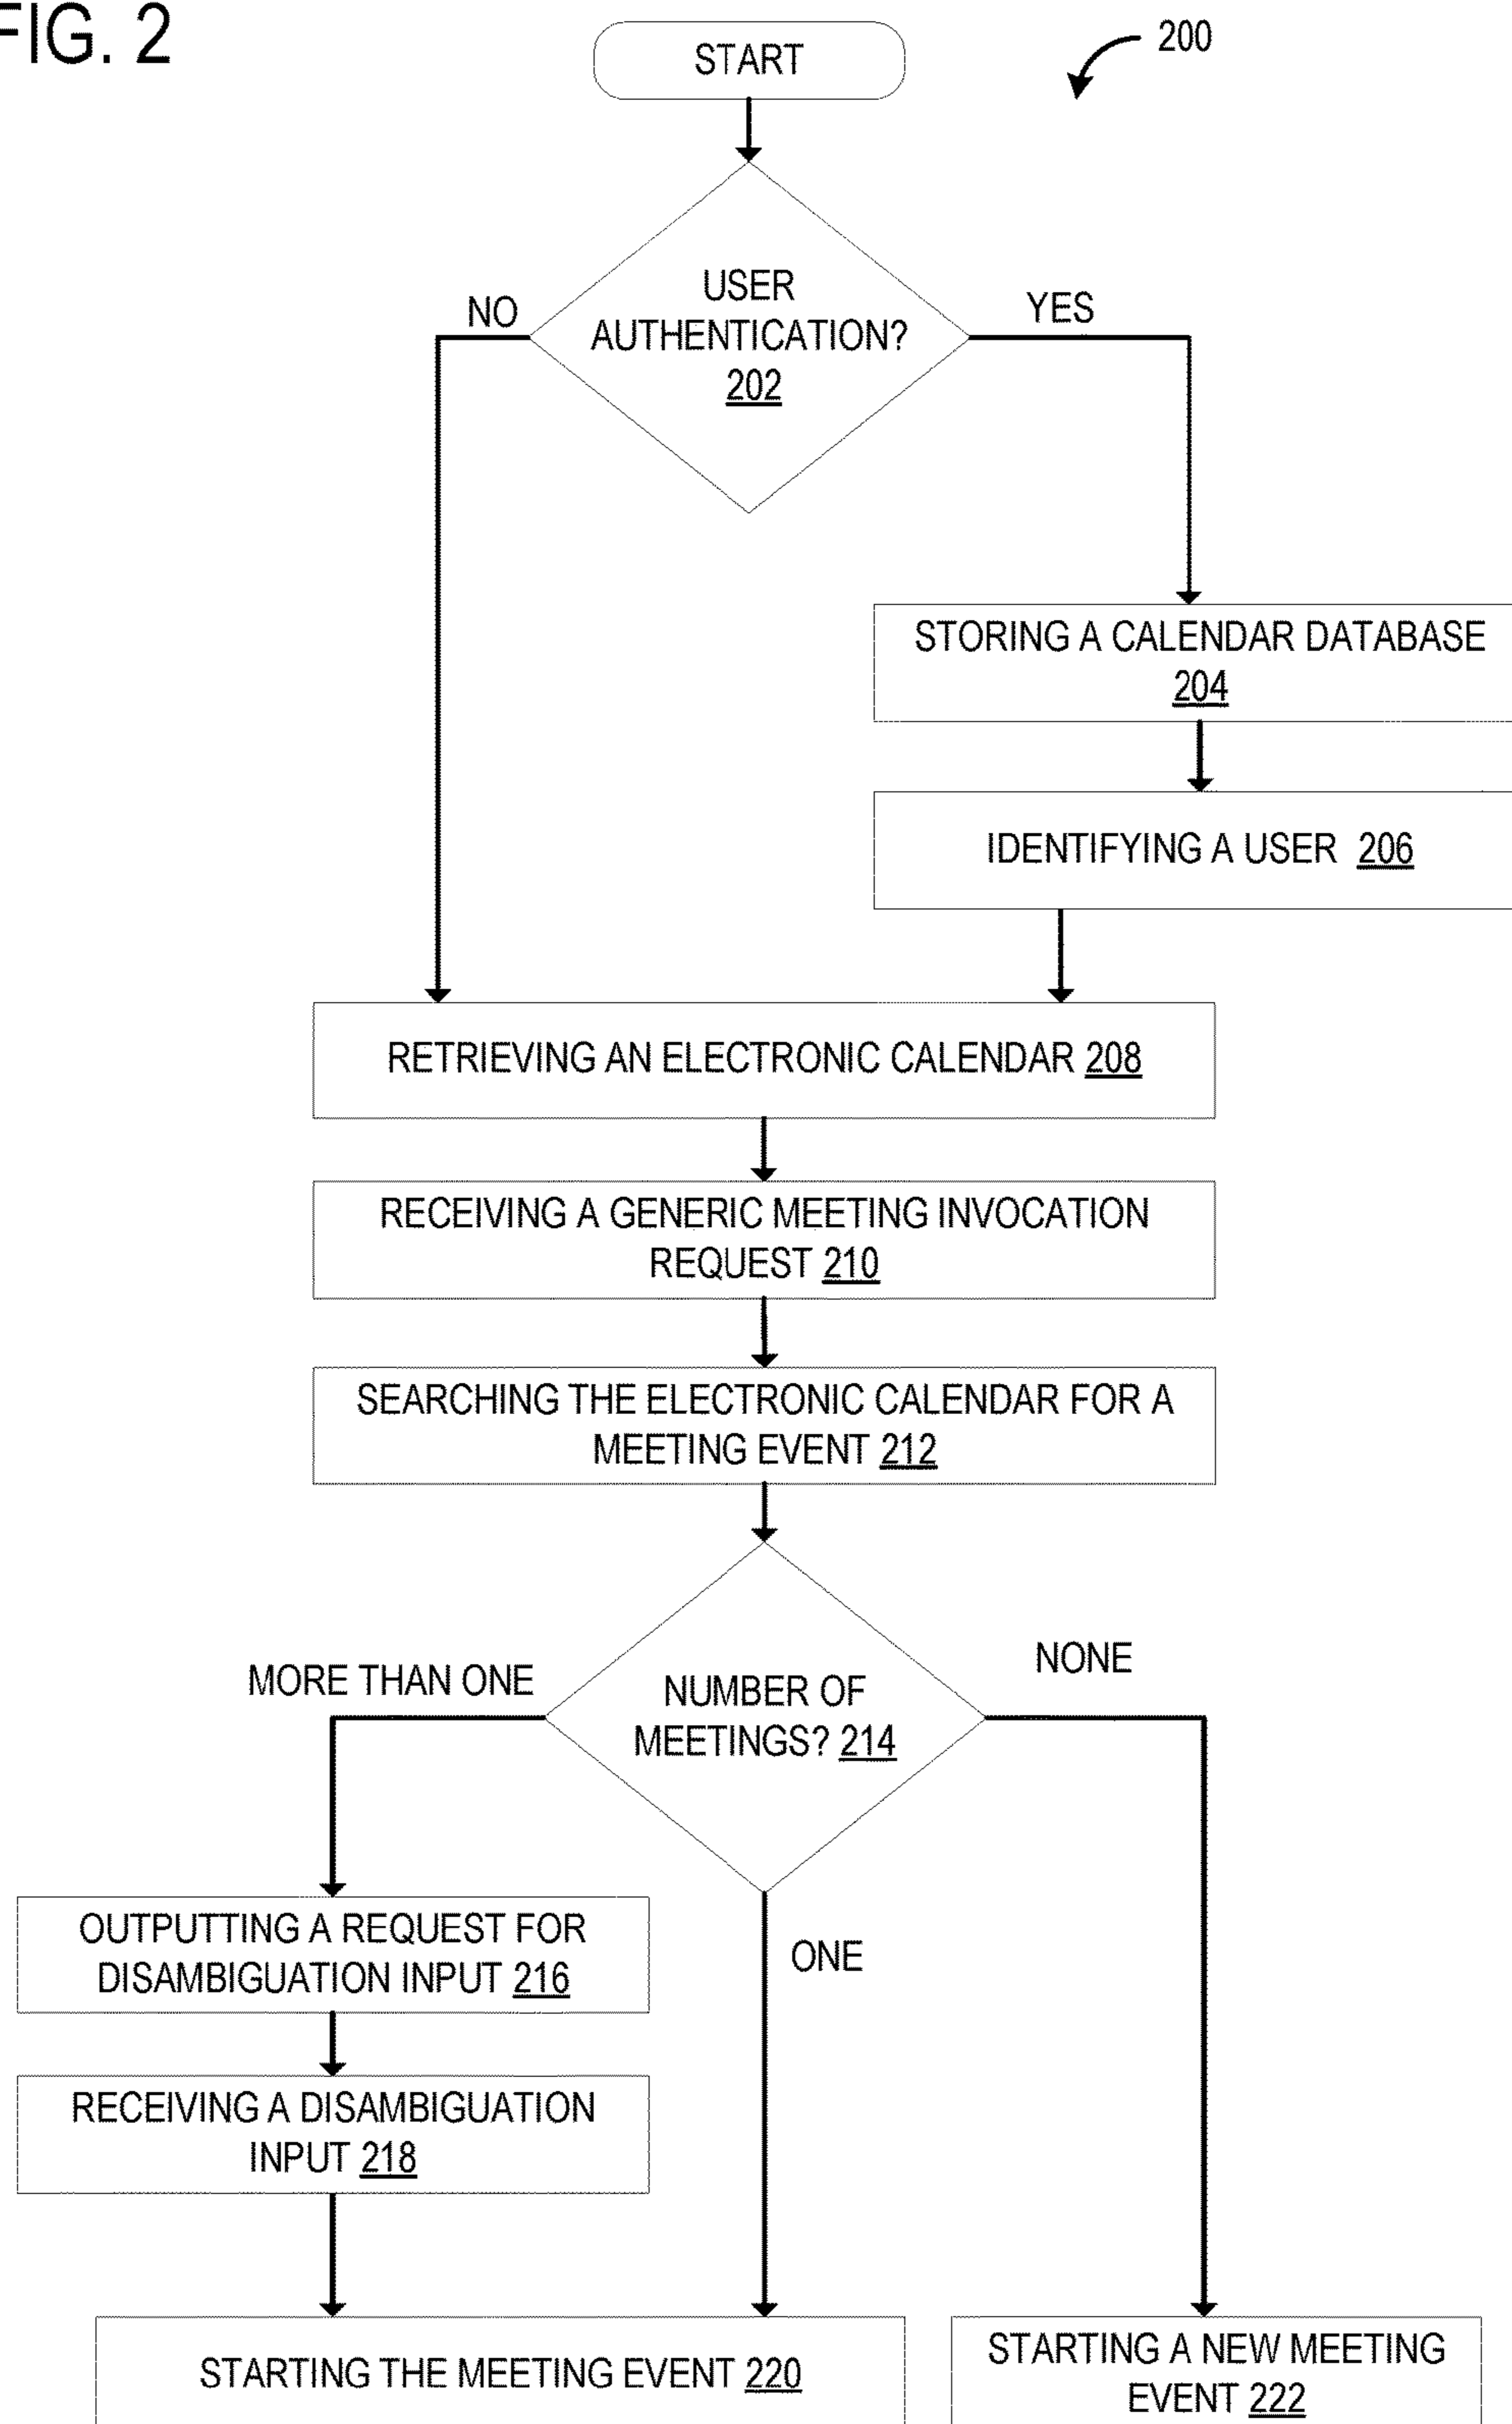 FIG. 2
200
START
USER
AUTHENTICATION?
202
NO
YES
STORING A CALENDAR DATABASE
204
IDENTIFYING A USER 206
RETRIEVING AN ELECTRONIC CALENDAR 208
RECEIVING A GENERIC MEETING INVOCATION
REQUEST 210
SEARCHING THE ELECTRONIC CALENDAR FOR A
MEETING EVENT 212
NUMBER OF
MEETINGS? 214
MORE THAN ONE
NONE
ONE
OUTPUTTING A REQUEST FOR
DISAMBIGUATION INPUT 216
RECEIVING A DISAMBIGUATION
INPUT 218
STARTING THE MEETING EVENT 220
STARTING A NEW MEETING
EVENT 222